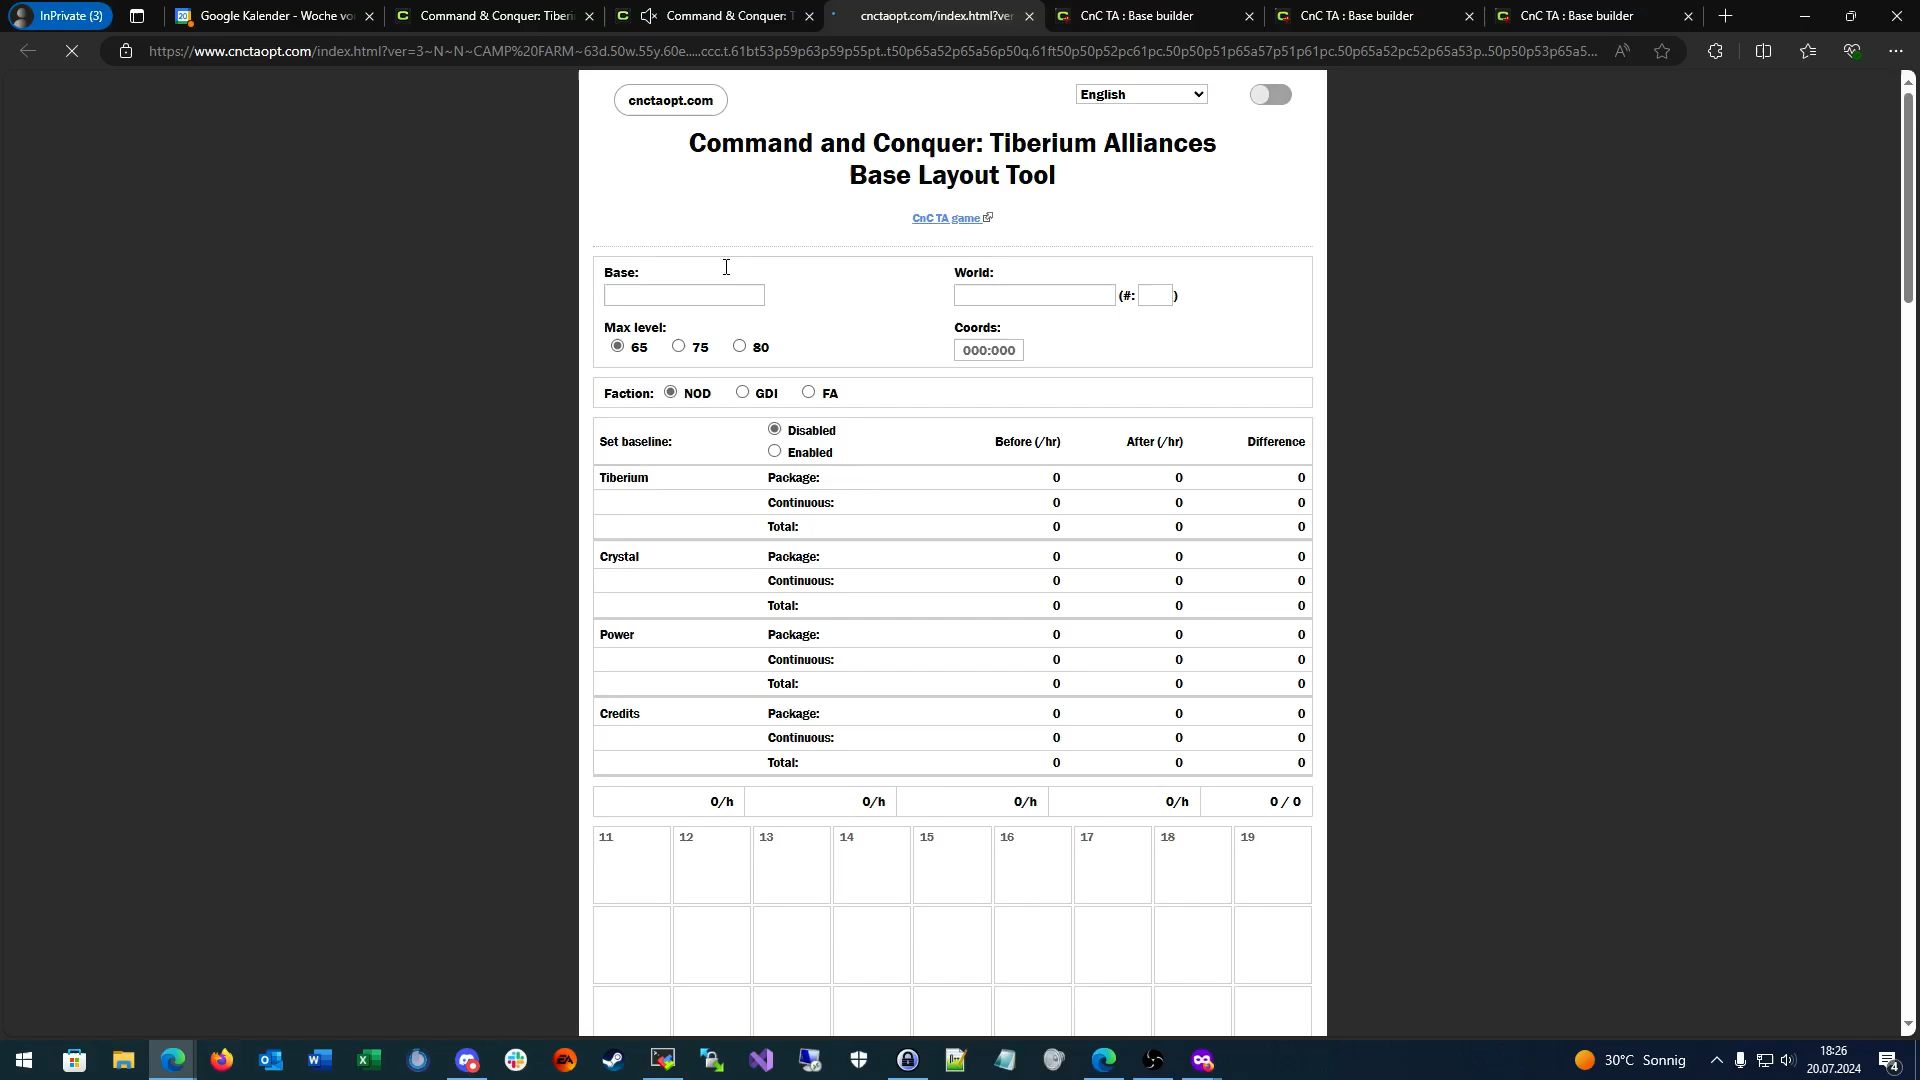 InPrivate (3)
Google Kalender - Woche vo
Command & Conquer: Tiberi
Command & Conquer: T
cnctaopt.com/index.html?ver
CnC TA : Base builder
CnC TA : Base builder
CnC TA : Base builder
https://www.cnctaopt.com/index.html?ver=3~N~N~CAMP%20FARM~63d.50w.55y.60e.....ccc.t.61bt53p59p63p59p55pt..t50p65a52p65a56p50q.61ft50p50p52pc61pc.50p50p51p65a57p51p61pc.50p65a52pc52p65a53p..50p50p53p65a5...
cnctaopt.com
English
Command and Conquer: Tiberium Alliances
Base Layout Tool
CnC TA game
Base:
World:
(#: )
Max level:
65 75 80
Coords:
000:000
Faction: NOD GDI FA
Set baseline:
Disabled
Enabled
Before (/hr) After (/hr) Difference
Tiberium Package: 0 0 0
Continuous: 0 0 0
Total: 0 0 0
Crystal Package: 0 0 0
Continuous: 0 0 0
Total: 0 0 0
Power Package: 0 0 0
Continuous: 0 0 0
Total: 0 0 0
Credits Package: 0 0 0
Continuous: 0 0 0
Total: 0 0 0
0/h 0/h 0/h 0/h 0 / 0
11 12 13 14 15 16 17 18 19
30°C Sonnig
18:26
20.07.2024
4